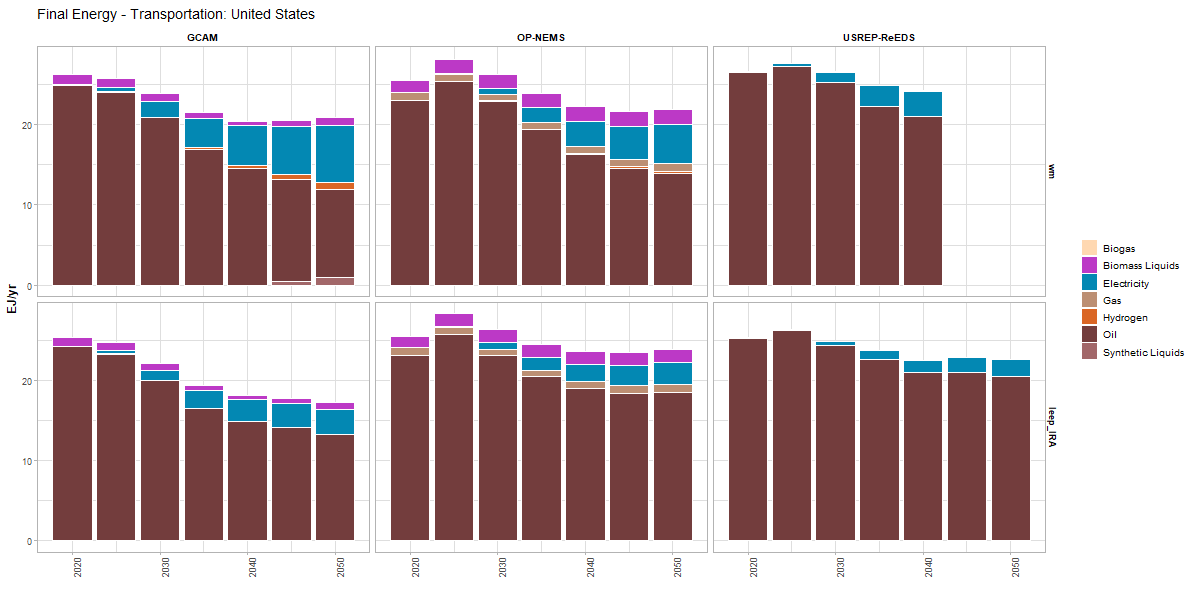 Final Energy - Transportation: United States
GCAM
OP-NEMS
USREP-ReEDS
EJ/yr
20
10
0
wm
20
10
0
leep_IRA
2020
2030
2040
2050
2020
2030
2040
2050
2020
2030
2040
2050
Biogas
Biomass Liquids
Electricity
Gas
Hydrogen
Oil
Synthetic Liquids